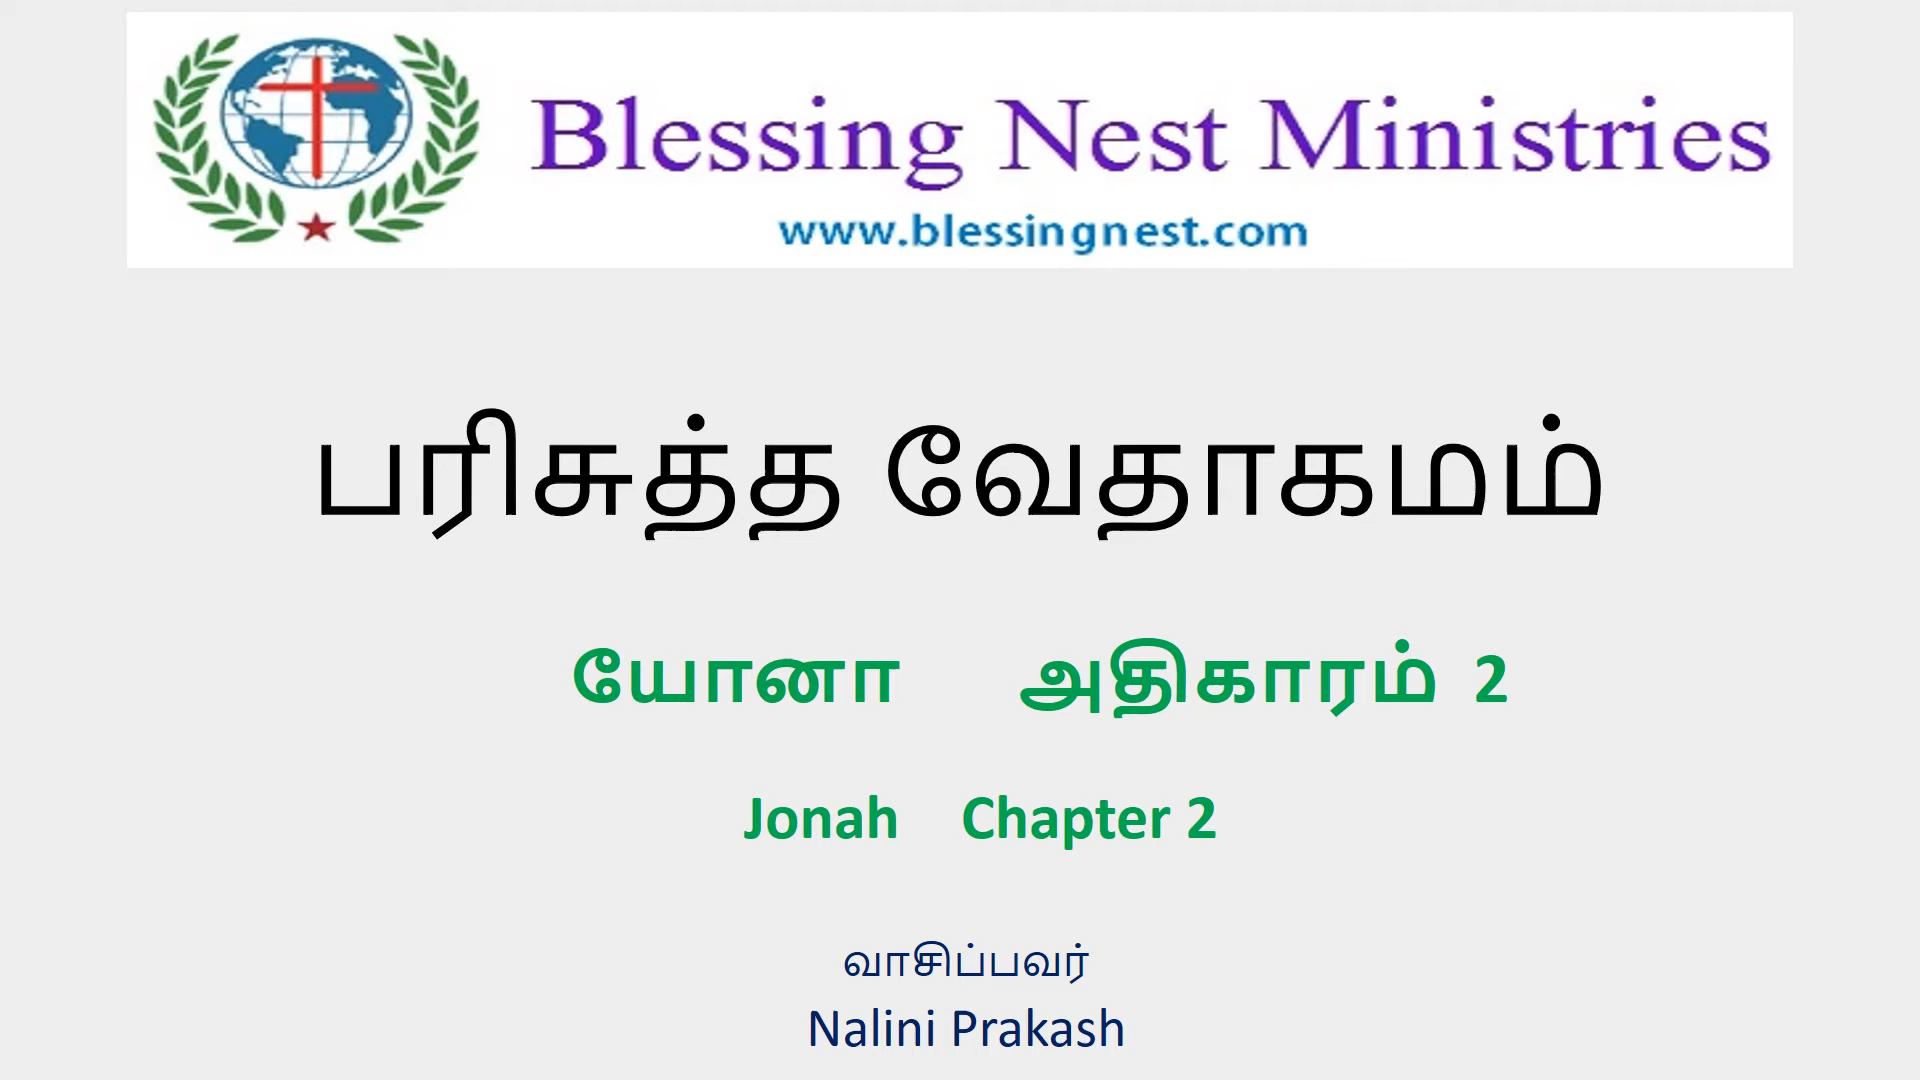 Blessing Nest Ministries
www.blessingnest.com
பரிசுத்த வேதாகமம்
யோனா அதிகாரம் 2
Jonah Chapter 2
வாசிப்பவர்
Nalini Prakash